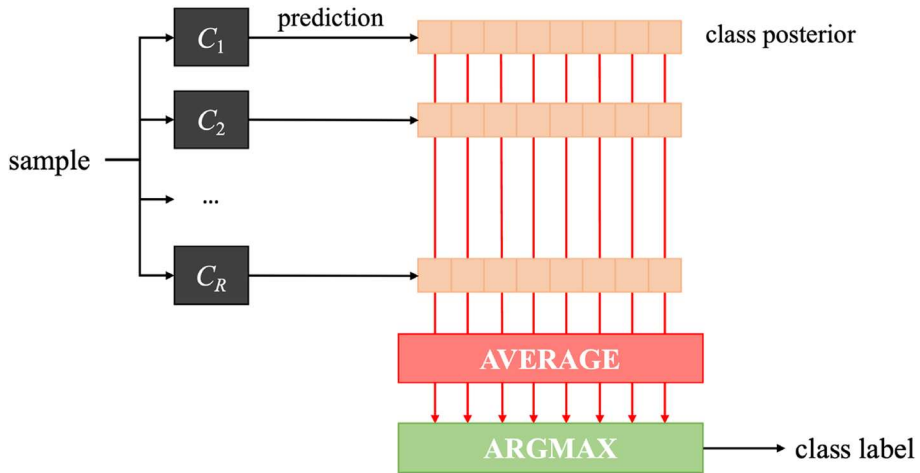 C1 prediction class posterior
C2
sample
...
CR
AVERAGE
ARGMAX class label